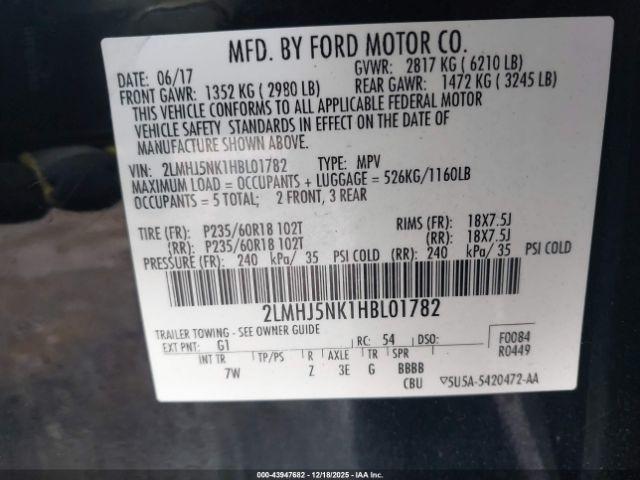 MFD. BY FORD MOTOR CO.
DATE: 06/17 GVWR: 2817 KG ( 6210 LB)
FRONT GAWR: 1352 KG ( 2980 LB) REAR GAWR: 1472 KG ( 3245 LB)
THIS VEHICLE CONFORMS TO ALL APPLICABLE FEDERAL MOTOR
VEHICLE SAFETY STANDARDS IN EFFECT ON THE DATE OF
MANUFACTURE SHOWN ABOVE.
VIN: 2LMHJ5NK1HBL01782 TYPE: MPV
MAXIMUM LOAD = OCCUPANTS + LUGGAGE = 526KG/1160LB
OCCUPANTS = 5 TOTAL; 2 FRONT, 3 REAR
TIRE (FR): P235/60R18 102T RIMS (FR): 18X7.5J
(RR): P235/60R18 102T (RR): 18X7.5J
PRESSURE (FR): 240 kPa/ 35 PSI COLD (RR): 240 kPa/ 35 PSI COLD
2LMHJ5NK1HBL01782
TRAILER TOWING - SEE OWNER GUIDE
EXT PNT: G1 RC: 54 DSO: F0084
R0449
INT TR TP/PS R AXLE TR SPR
7W Z 3E G BBBB
CBU ▽5U5A-5420472-AA
000-43947682 - 12/18/2025 - IAAI.COM